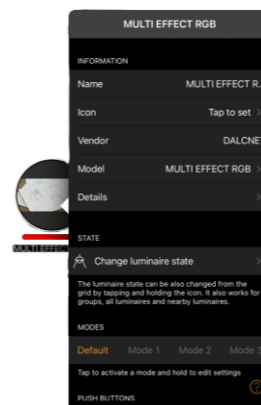 MULTI EFFECT RGB
INFORMATION
Name MULTI EFFECT R..
Icon Tap to set
Vendor DALCNE
Model MULTI EFFECT RGB
Details
MULTI EFFECT
STATE
Change luminaire state
The luminaire state can be also changed from the
grid by tapping and holding the icon. It also works for
groups, all luminaires and nearby luminaires.
MODES
Default Mode 1 Mode 2 Mode 3
Tap to activate a mode and hold to edit settings
?
PUSH BUTTONS